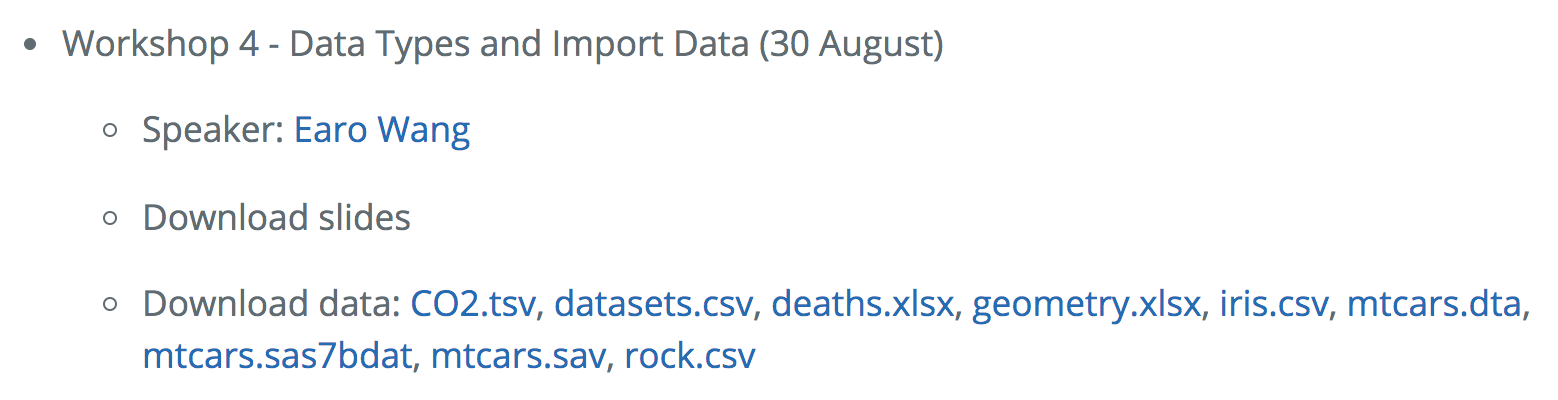 Workshop 4 - Data Types and Import Data (30 August)
Speaker: Earo Wang
Download slides
Download data: CO2.tsv, datasets.csv, deaths.xlsx, geometry.xlsx, iris.csv, mtcars.dta,
mtcars.sas7bdat, mtcars.sav, rock.csv